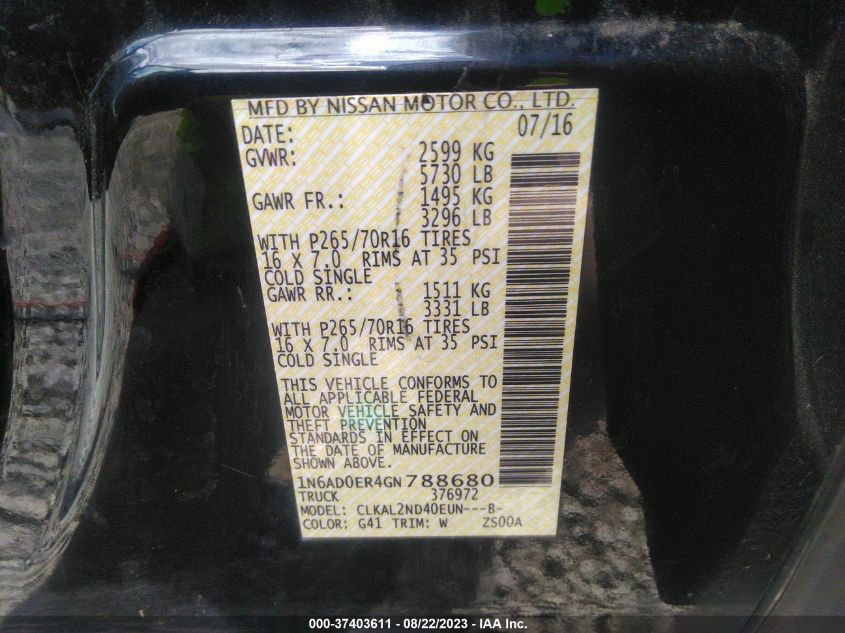 MFD BY NISSAN MOTOR CO., LTD.
DATE: 07/16
GVWR: 2599 KG
5730 LB
GAWR FR.: 1495 KG
3296 LB
WITH P265/70R16 TIRES
16 X 7.0 RIMS AT 35 PSI
COLD SINGLE
GAWR RR.: 1511 KG
3331 LB
WITH P265/70R16 TIRES
16 X 7.0 RIMS AT 35 PSI
COLD SINGLE
THIS VEHICLE CONFORMS TO
ALL APPLICABLE FEDERAL
MOTOR VEHICLE SAFETY AND
THEFT PREVENTION
STANDARDS IN EFFECT ON
THE DATE OF MANUFACTURE
SHOWN ABOVE.
1N6AD0ER4GN788680
TRUCK 376972
MODEL: CLKAL2ND40EUN---B-
COLOR: G41 TRIM: W ZS00A
000-37403611 - 08/22/2023 - IAA Inc.